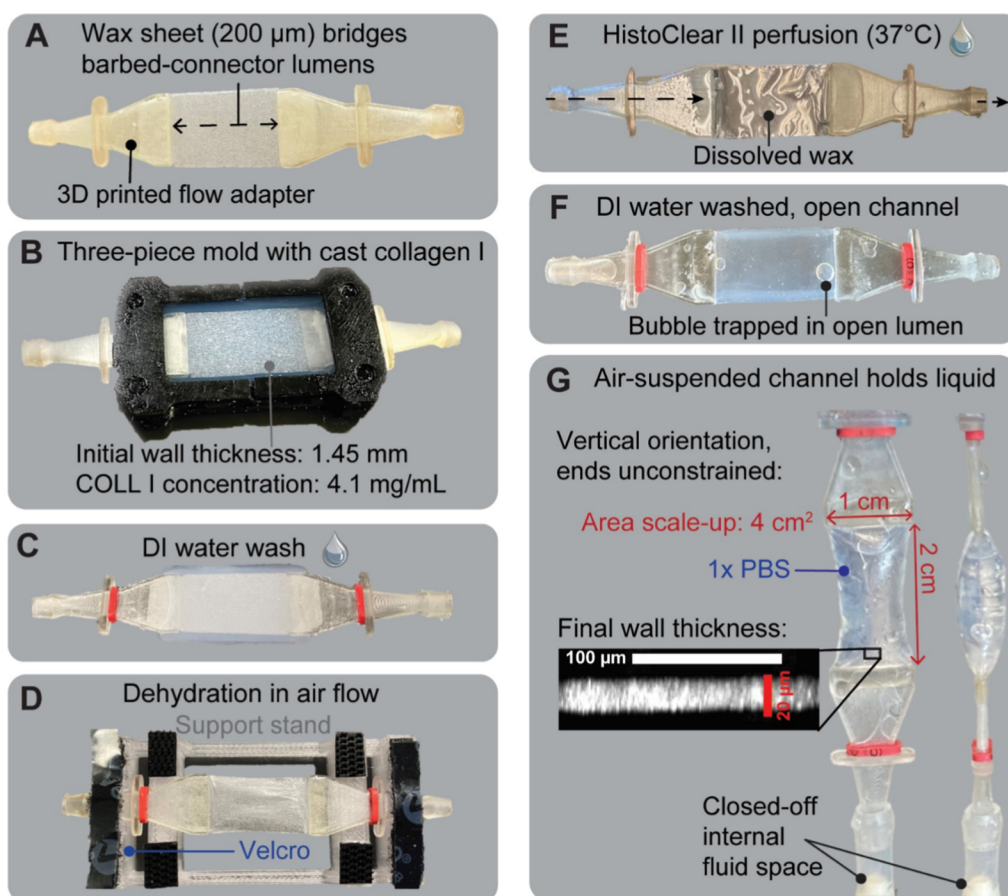 A
Wax sheet (200 µm) bridges
barbed-connector lumens
3D printed flow adapter
B
Three-piece mold with cast collagen I
Initial wall thickness: 1.45 mm
COLL I concentration: 4.1 mg/mL
C
DI water wash
D
Dehydration in air flow
Support stand
Velcro
E
HistoClear II perfusion (37°C)
Dissolved wax
F
DI water washed, open channel
Bubble trapped in open lumen
G
Air-suspended channel holds liquid
Vertical orientation,
ends unconstrained:
1 cm
Area scale-up: 4 cm²
2 cm
1x PBS
Final wall thickness:
100 µm
20 µm
Closed-off
internal
fluid space